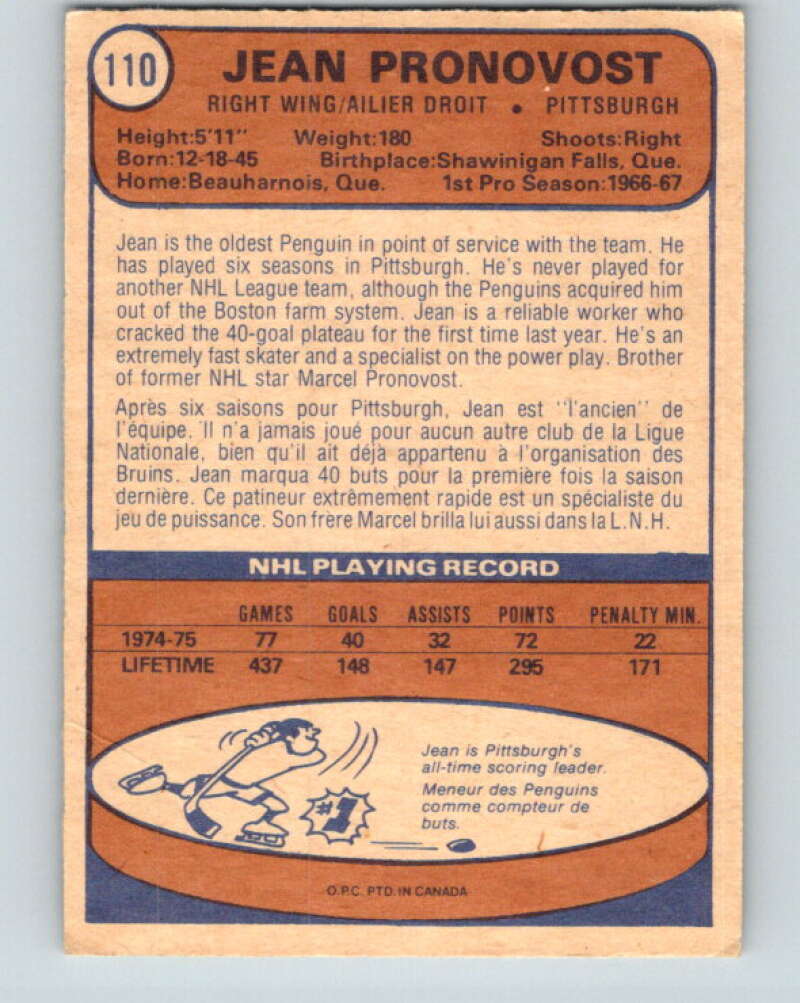 110
JEAN PRONOVOST
RIGHT WING/AILIER DROIT • PITTSBURGH
Height:5'11" Weight:180 Shoots:Right
Born:12-18-45 Birthplace:Shawinigan Falls, Que.
Home:Beauharnois, Que. 1st Pro Season:1966-67
Jean is the oldest Penguin in point of service with the team. He
has played six seasons in Pittsburgh. He's never played for
another NHL League team, although the Penguins acquired him
out of the Boston farm system. Jean is a reliable worker who
cracked the 40-goal plateau for the first time last year. He's an
extremely fast skater and a specialist on the power play. Brother
of former NHL star Marcel Pronovost.
Après six saisons pour Pittsburgh, Jean est "l'ancien" de
l'équipe. Il n'a jamais joué pour aucun autre club de la Ligue
Nationale, bien qu'il ait déjà appartenu à l'organisation des
Bruins. Jean marqua 40 buts pour la première fois la saison
dernière. Ce patineur extrêmement rapide est un spécialiste du
jeu de puissance. Son frère Marcel brilla lui aussi dans la L.N.H.
NHL PLAYING RECORD
GAMES GOALS ASSISTS POINTS PENALTY MIN.
1974-75 77 40 32 72 22
LIFETIME 437 148 147 295 171
Jean is Pittsburgh's
all-time scoring leader.
Meneur des Penguins
comme compteur de
buts.
#1
O.P.C. PTD. IN CANADA